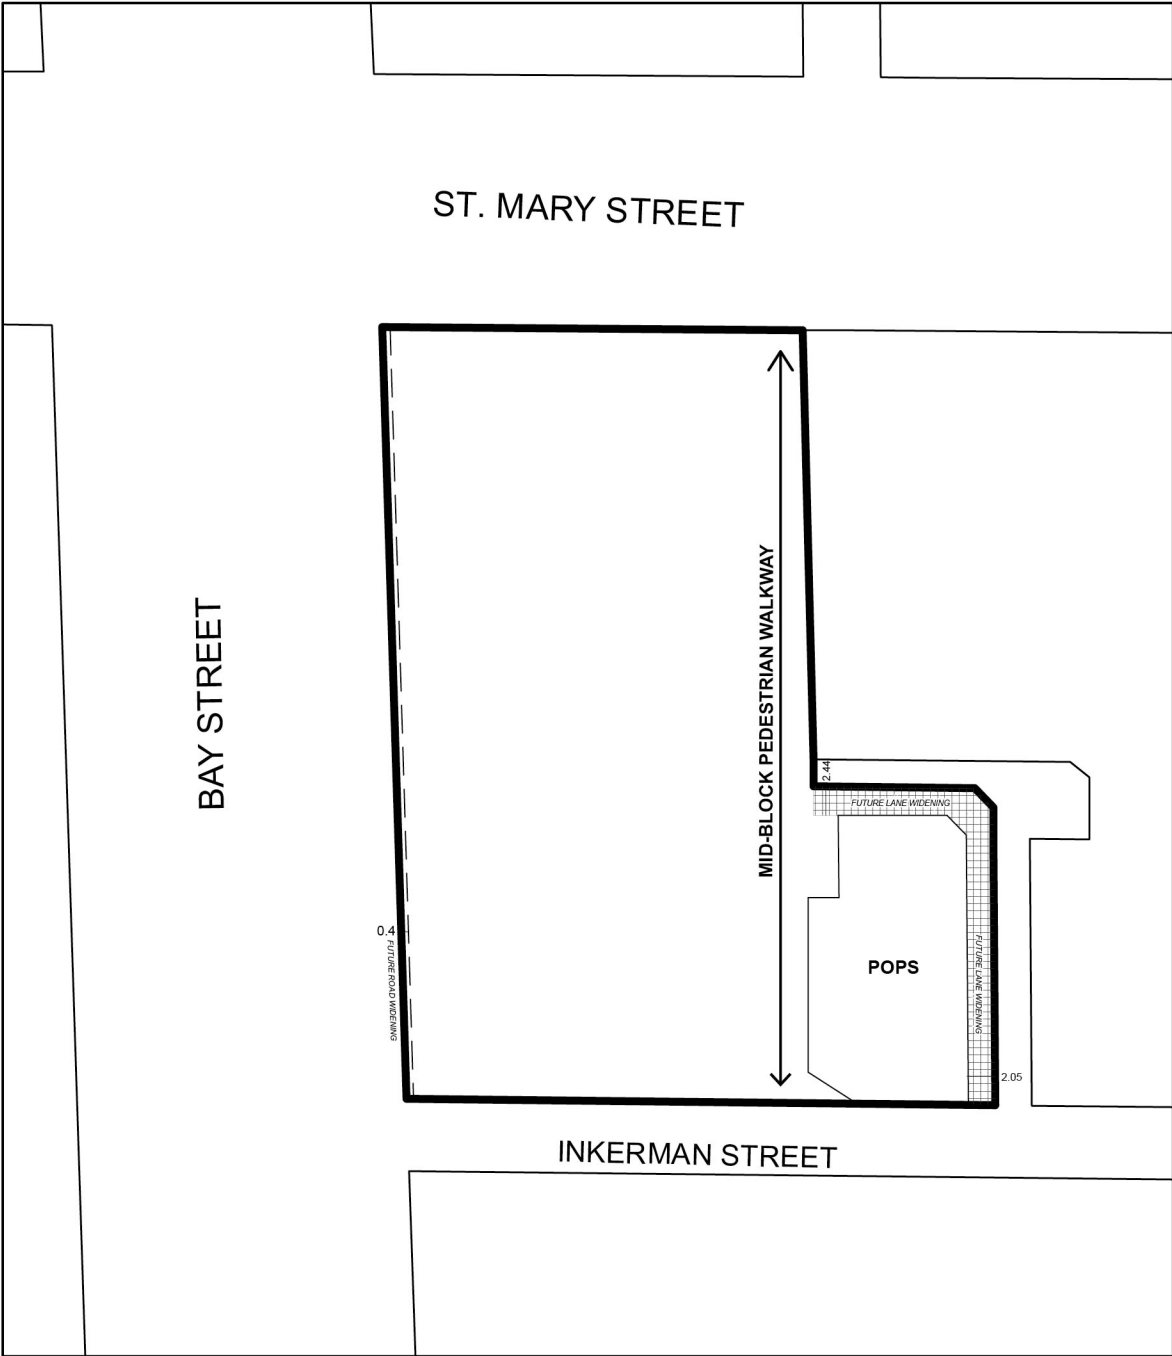 ST. MARY STREET
BAY STREET
MID-BLOCK PEDESTRIAN WALKWAY
2.44
FUTURE LANE WIDENING
0.4
FUTURE ROAD WIDENING
POPS
FUTURE LANE WIDENING
2.05
INKERMAN STREET